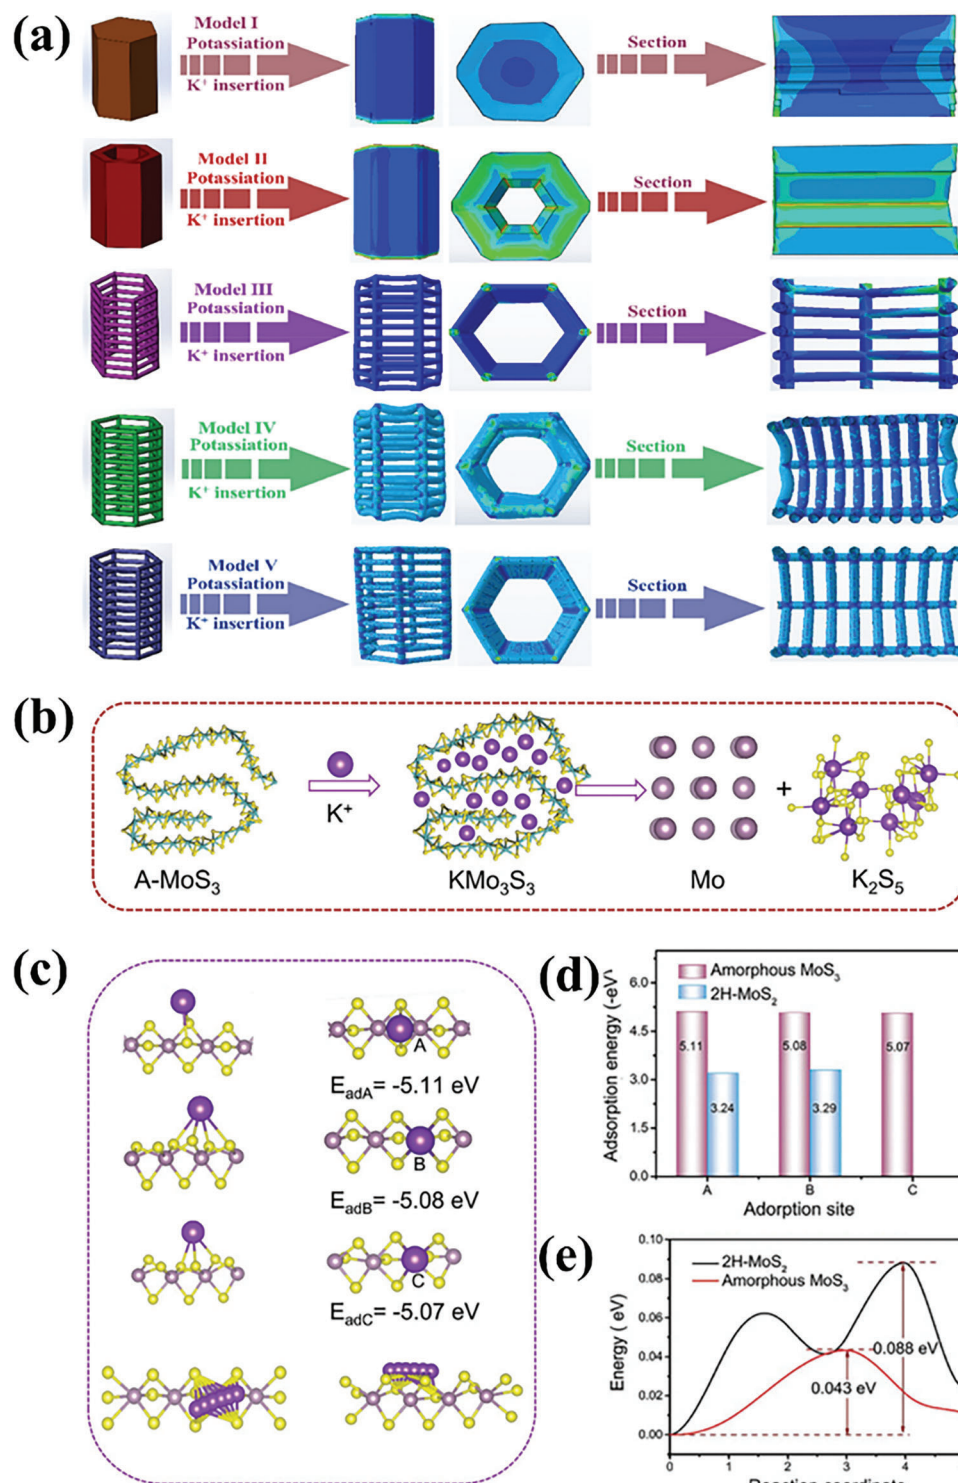 (a)
Model I
Potassiation
K⁺ insertion
Section
Model II
Potassiation
K⁺ insertion
Section
Model III
Potassiation
K⁺ insertion
Section
Model IV
Potassiation
K⁺ insertion
Section
Model V
Potassiation
K⁺ insertion
Section
(b)
K⁺
+
A-MoS₃
KMo₃S₃
Mo
K₂S₅
(c)
A
E_adA= -5.11 eV
B
E_adB= -5.08 eV
C
E_adC= -5.07 eV
(d)
Adsorption energy (-eV)
6.0
4.5
3.0
1.5
0.0
Amorphous MoS₃
2H-MoS₂
5.11
3.24
5.08
3.29
5.07
A
B
C
Adorption site
(e)
Energy ( eV)
0.10
0.08
0.06
0.04
0.02
0.00
2H-MoS₂
Amorphous MoS₃
0.088 eV
0.043 eV
0
1
2
3
4
Reaction coordinate